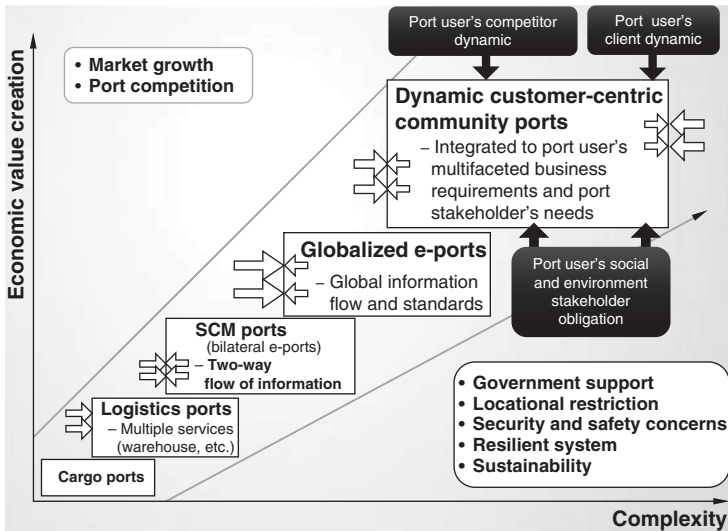 Port user's competitor
dynamic
Port user's
client dynamic
• Market growth
• Port competition
Dynamic customer-centric
community ports
– Integrated to port user's
multifaceted business
requirements and port
stakeholder's needs
Globalized e-ports
– Global information
flow and standards
Port user's social
and environment
stakeholder
obligation
SCM ports
(bilateral e-ports)
– Two-way
flow of information
Logistics ports
– Multiple services
(warehouse, etc.)
Cargo ports
• Government support
• Locational restriction
• Security and safety concerns
• Resilient system
• Sustainability
Economic value creation
Complexity